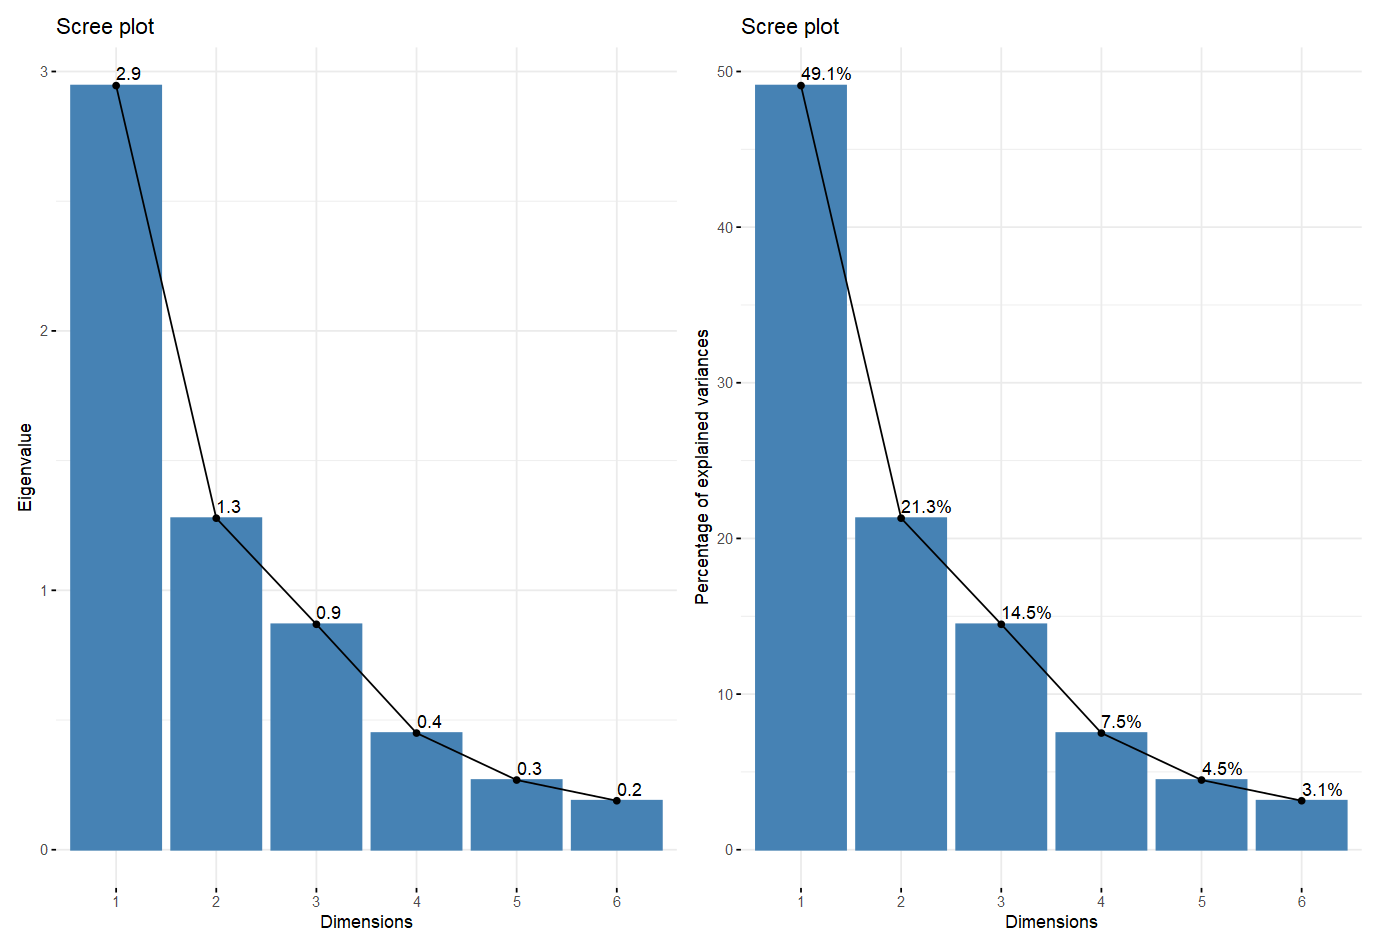 Scree plot
3
2
1
0
Eigenvalue
2.9
1.3
0.9
0.4
0.3
0.2
1 2 3 4 5 6
Dimensions
Scree plot
50
40
30
20
10
0
Percentage of explained variances
49.1%
21.3%
14.5%
7.5%
4.5%
3.1%
1 2 3 4 5 6
Dimensions